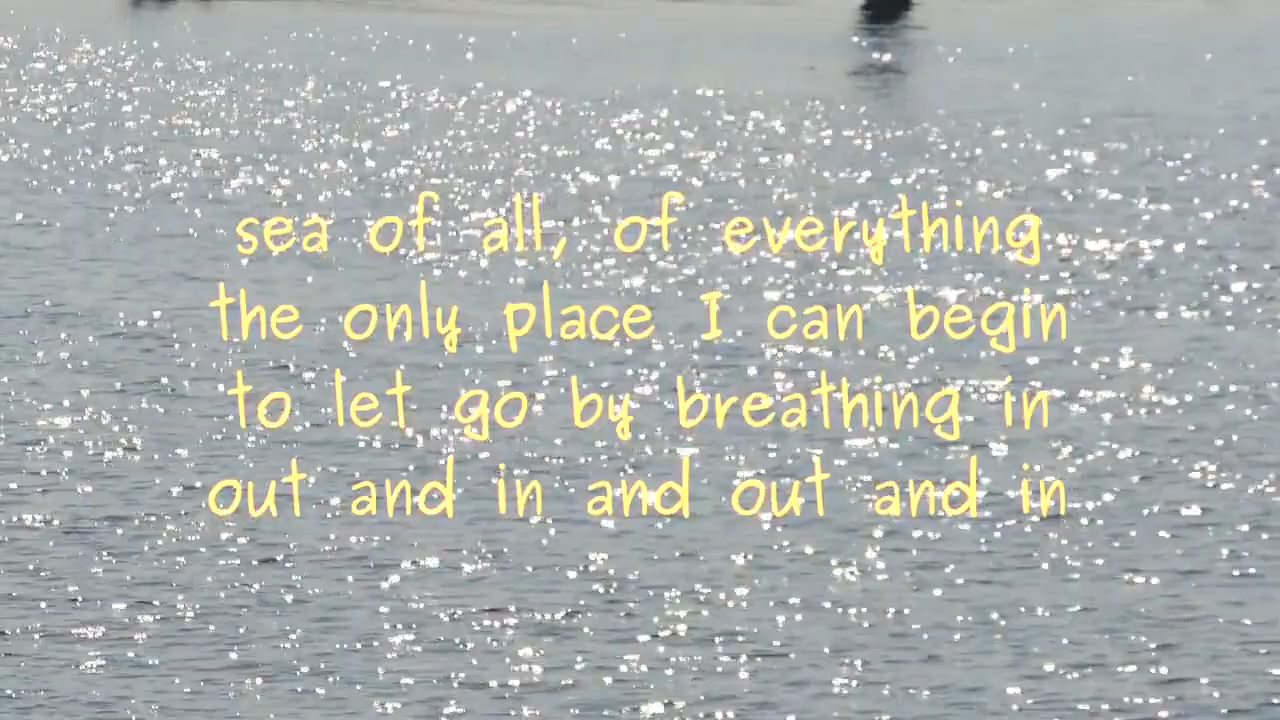 sea of all, of everything
the only place I can begin
to let go by breathing in
out and in and out and in